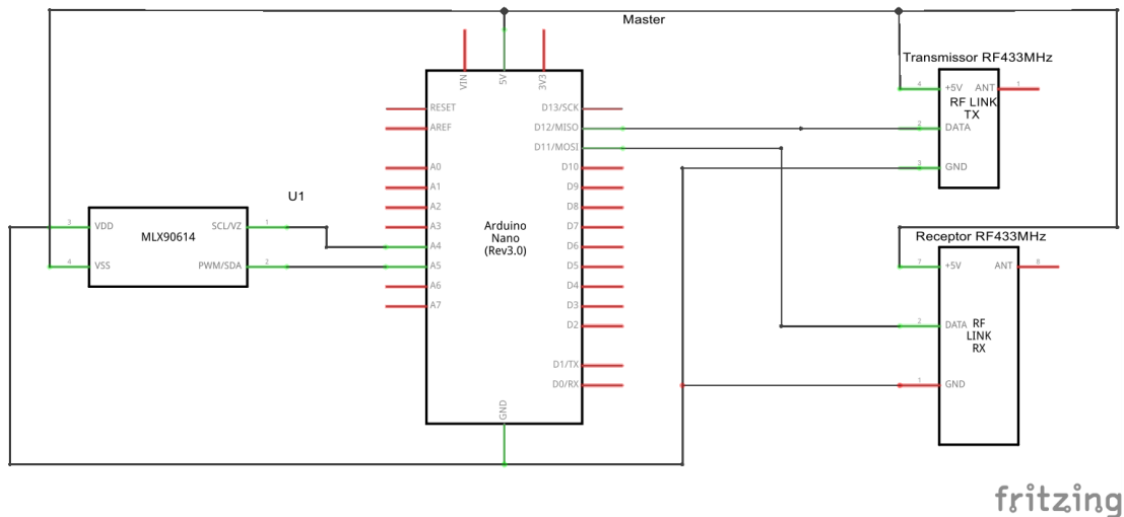 Master
VIN
5V
3V3
Transmissor RF433MHz
4
+5V
ANT
1
RF LINK
TX
2
DATA
3
GND
RESET
AREF
A0
A1
A2
A3
A4
A5
A6
A7
D13/SCK
D12/MISO
D11/MOSI
D10
D9
D8
D7
D6
D5
D4
D3
D2
D1/TX
D0/RX
GND
Arduino
Nano
(Rev3.0)
U1
3
VDD
SCL/VZ
1
MLX90614
4
VSS
PWM/SDA
2
Receptor RF433MHz
7
+5V
ANT
8
2
DATA
RF
LINK
RX
1
GND
fritzing